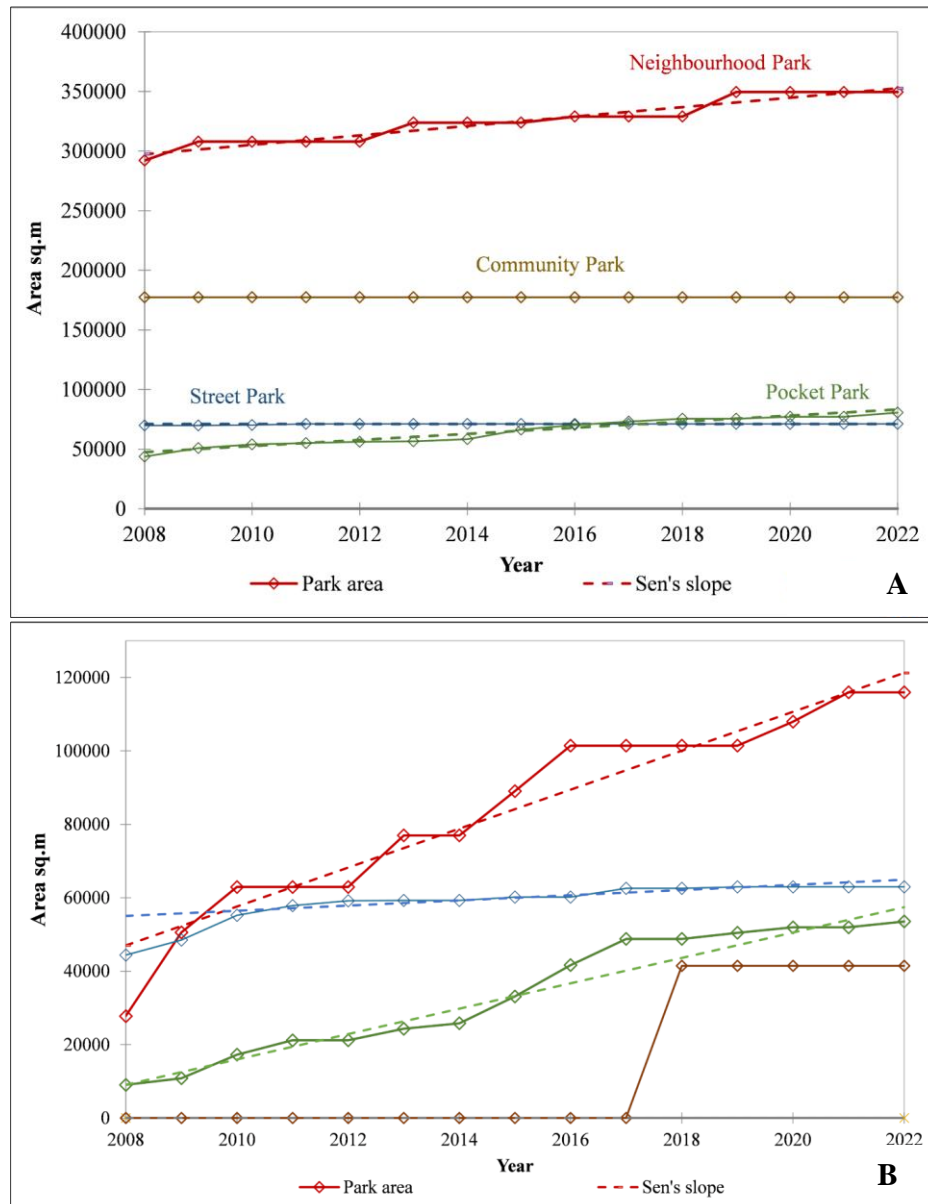 400000
350000
300000
250000
200000
150000
100000
50000
0
Area sq.m
Neighbourhood Park
Community Park
Street Park
Pocket Park
2008 2010 2012 2014 2016 2018 2020 2022
Year
Park area Sen's slope
A
120000
100000
80000
60000
40000
20000
0
Area sq.m
2008 2010 2012 2014 2016 2018 2020 2022
Year
Park area Sen's slope
B